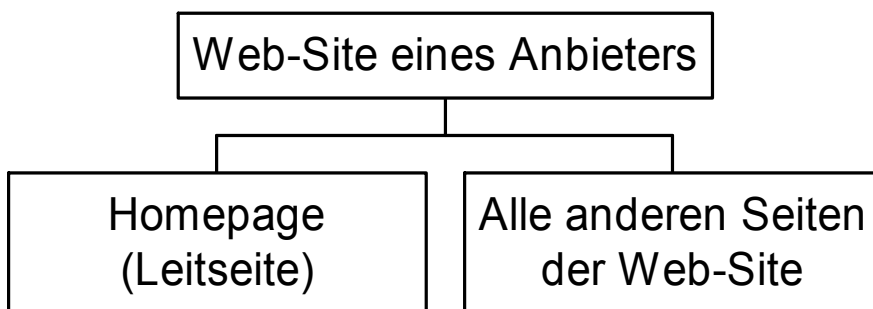 Web-Site eines Anbieters
Homepage
(Leitseite)
Alle anderen Seiten
der Web-Site